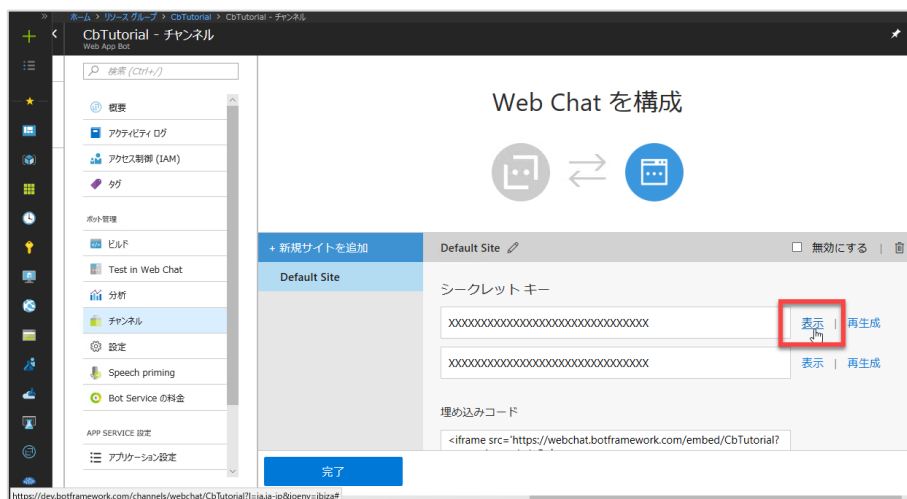 ホーム > リソース グループ > CbTutorial > CbTutorial - チャンネル
CbTutorial - チャンネル
Web App Bot
検索 (Ctrl+/)
概要
アクティビティ ログ
アクセス制御 (IAM)
タグ
ボット管理
ビルド
Test in Web Chat
分析
チャンネル
設定
Speech priming
Bot Service の料金
APP SERVICE 設定
アプリケーション設定
Web Chat を構成
+ 新規サイトを追加
Default Site
Default Site
無効にする |
シークレット キー
XXXXXXXXXXXXXXXXXXXXXXXXXXXXXXX
表示 | 再生成
XXXXXXXXXXXXXXXXXXXXXXXXXXXXXXX
表示 | 再生成
埋め込みコード
<iframe src='https://webchat.botframework.com/embed/CbTutorial?
完了
https://dev.botframework.com/channels/webchat/CbTutorial?l=ja.ja-jp&ioenv=ibiza#